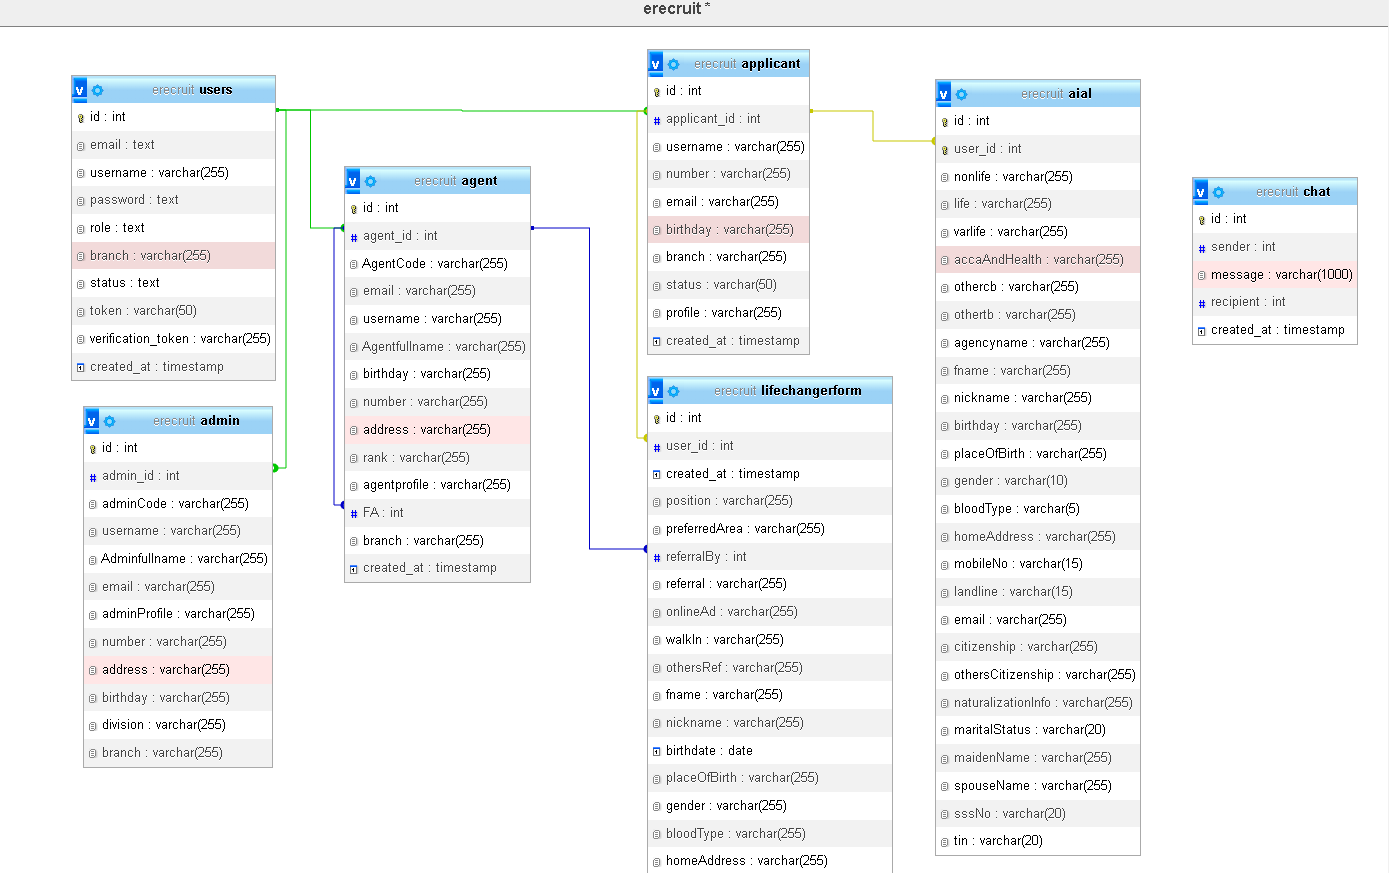 erecruit *
erecruit users
id : int
email : text
username : varchar(255)
password : text
role : text
branch : varchar(255)
status : text
token : varchar(50)
verification_token : varchar(255)
created_at : timestamp
erecruit admin
id : int
admin_id : int
adminCode : varchar(255)
username : varchar(255)
Adminfullname : varchar(255)
email : varchar(255)
adminProfile : varchar(255)
number : varchar(255)
address : varchar(255)
birthday : varchar(255)
division : varchar(255)
branch : varchar(255)
erecruit agent
id : int
agent_id : int
AgentCode : varchar(255)
email : varchar(255)
username : varchar(255)
Agentfullname : varchar(255)
birthday : varchar(255)
number : varchar(255)
address : varchar(255)
rank : varchar(255)
agentprofile : varchar(255)
FA : int
branch : varchar(255)
created_at : timestamp
erecruit applicant
id : int
applicant_id : int
username : varchar(255)
number : varchar(255)
email : varchar(255)
birthday : varchar(255)
branch : varchar(255)
status : varchar(50)
profile : varchar(255)
created_at : timestamp
erecruit lifechangerform
id : int
user_id : int
created_at : timestamp
position : varchar(255)
preferredArea : varchar(255)
referralBy : int
referral : varchar(255)
onlineAd : varchar(255)
walkIn : varchar(255)
othersRef : varchar(255)
fname : varchar(255)
nickname : varchar(255)
birthdate : date
placeOfBirth : varchar(255)
gender : varchar(255)
bloodType : varchar(255)
homeAddress : varchar(255)
erecruit aial
id : int
user_id : int
nonlife : varchar(255)
life : varchar(255)
varlife : varchar(255)
accaAndHealth : varchar(255)
othercb : varchar(255)
othertb : varchar(255)
agencyname : varchar(255)
fname : varchar(255)
nickname : varchar(255)
birthday : varchar(255)
placeOfBirth : varchar(255)
gender : varchar(10)
bloodType : varchar(5)
homeAddress : varchar(255)
mobileNo : varchar(15)
landline : varchar(15)
email : varchar(255)
citizenship : varchar(255)
othersCitizenship : varchar(255)
naturalizationInfo : varchar(255)
maritalStatus : varchar(20)
maidenName : varchar(255)
spouseName : varchar(255)
sssNo : varchar(20)
tin : varchar(20)
erecruit chat
id : int
sender : int
message : varchar(1000)
recipient : int
created_at : timestamp